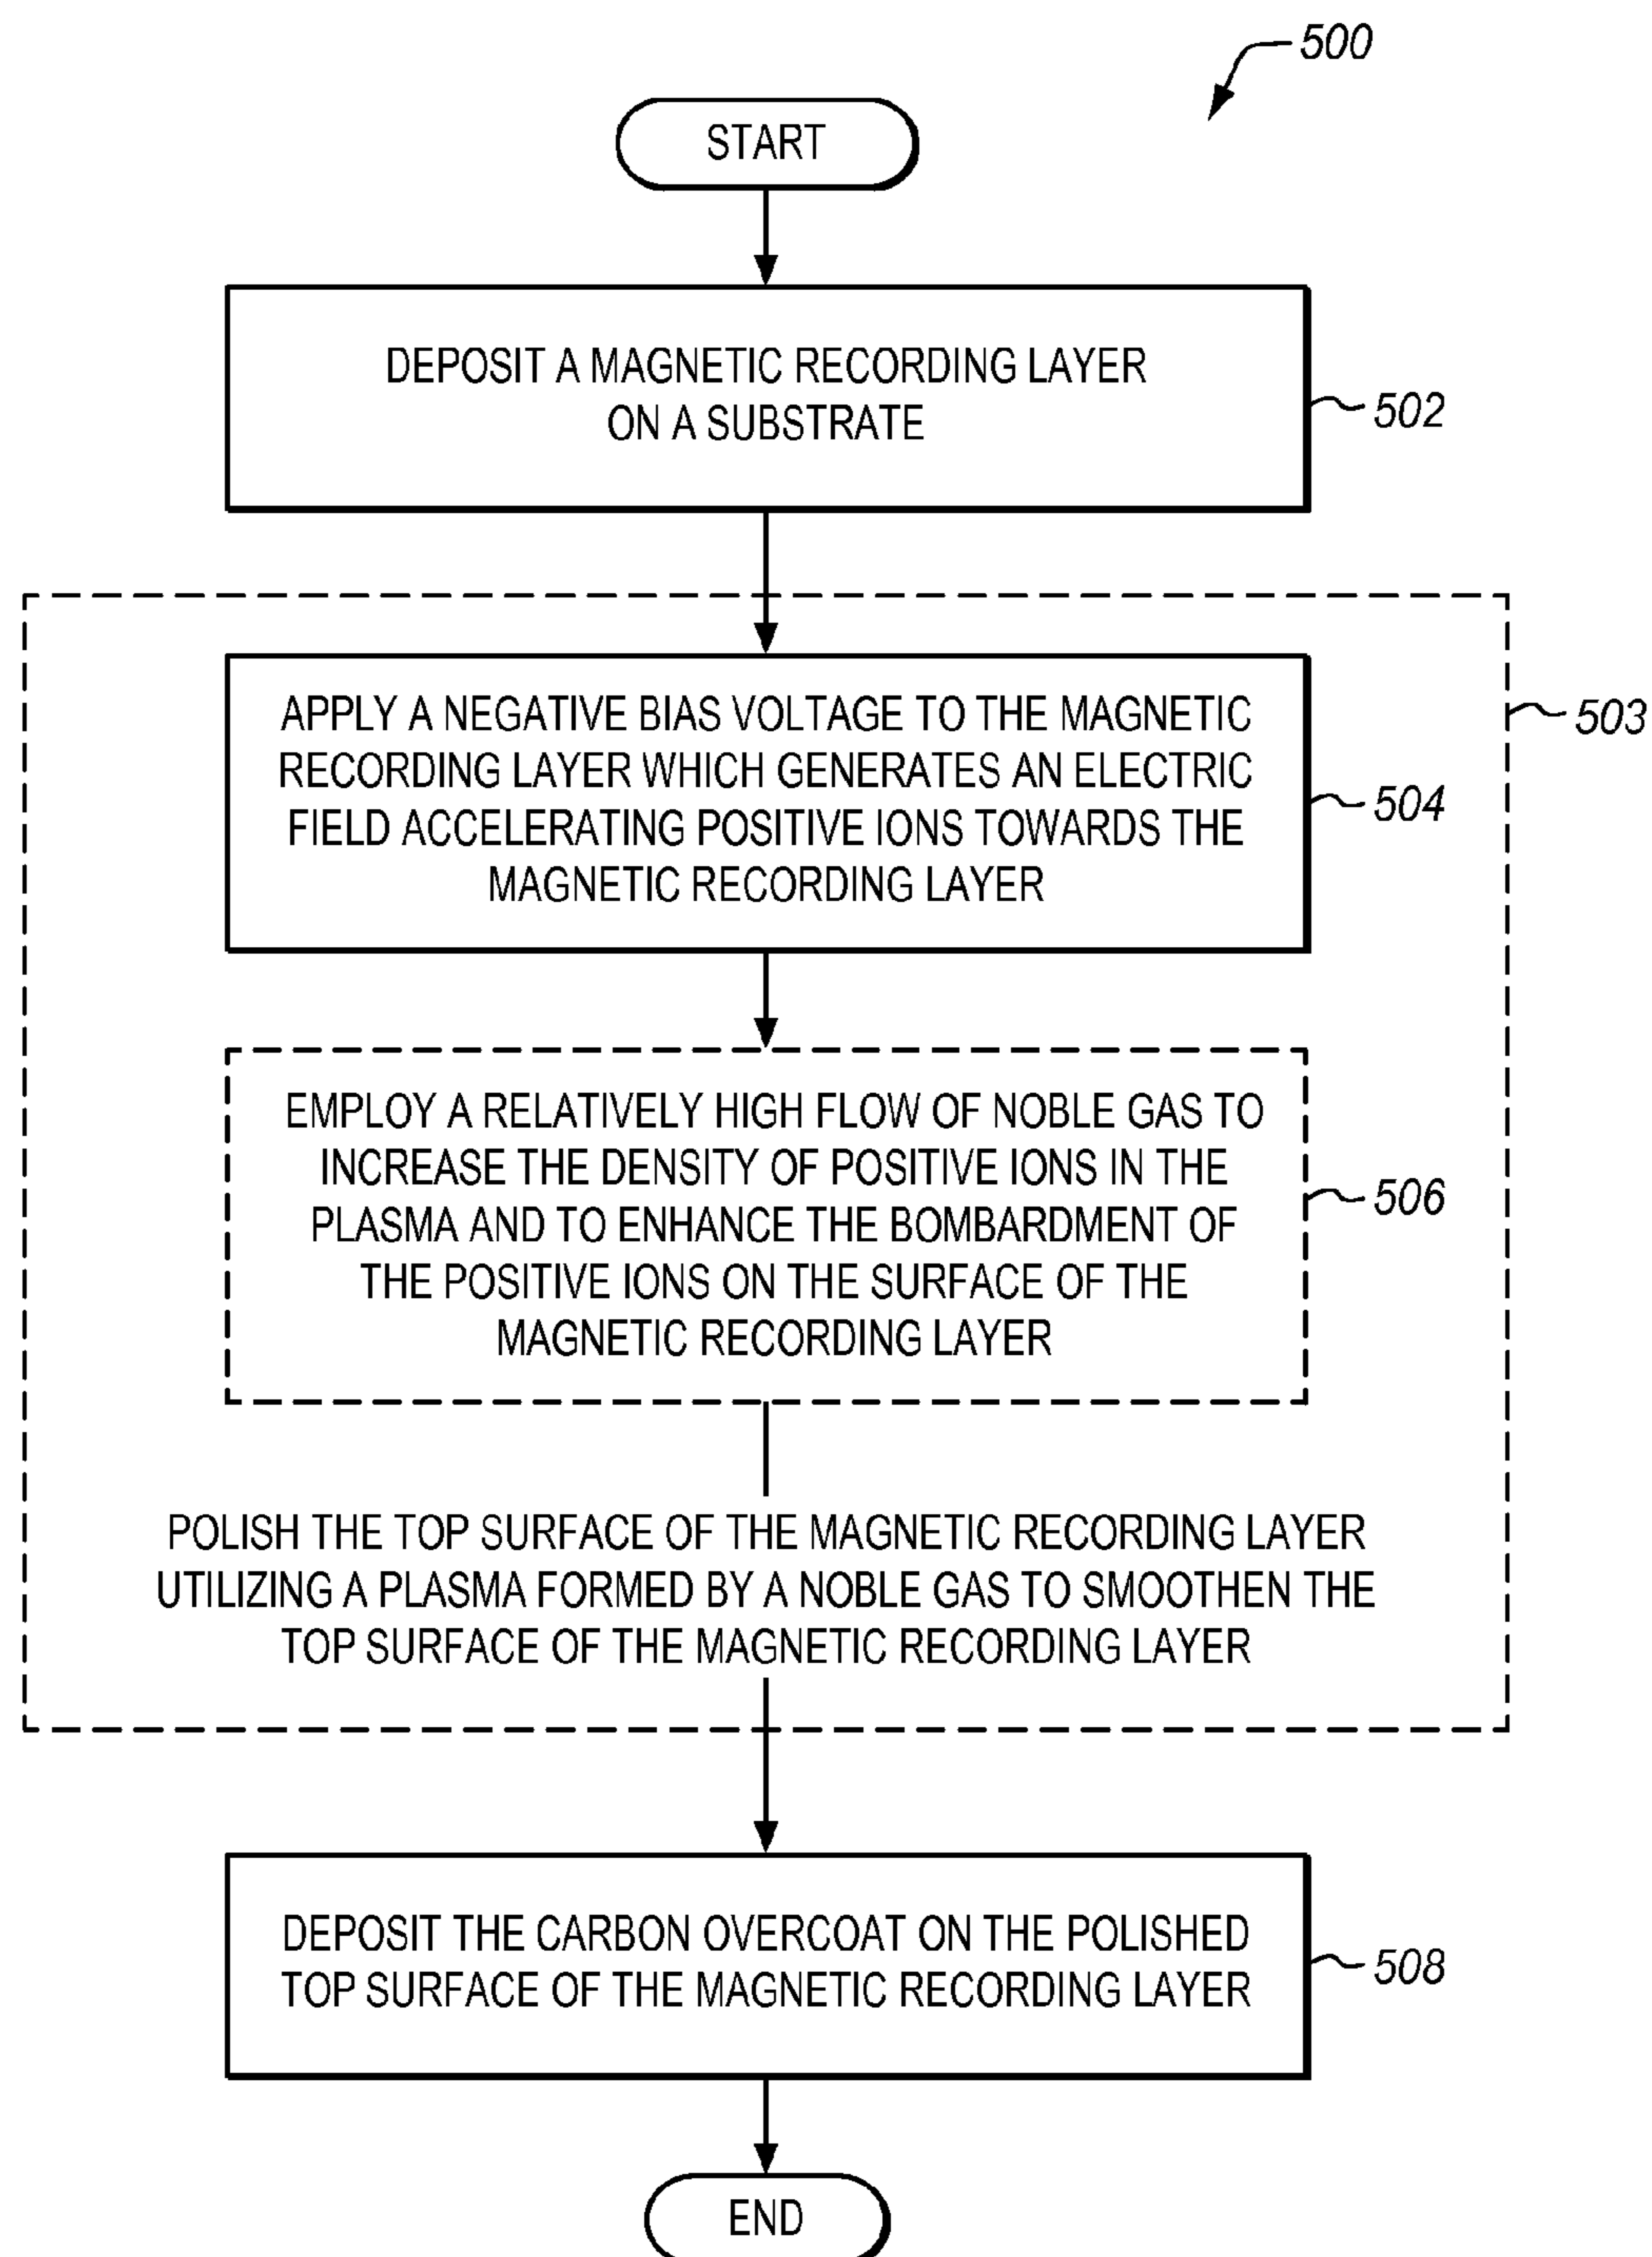 500
START
DEPOSIT A MAGNETIC RECORDING LAYER
ON A SUBSTRATE
502
503
APPLY A NEGATIVE BIAS VOLTAGE TO THE MAGNETIC
RECORDING LAYER WHICH GENERATES AN ELECTRIC
FIELD ACCELERATING POSITIVE IONS TOWARDS THE
MAGNETIC RECORDING LAYER
504
EMPLOY A RELATIVELY HIGH FLOW OF NOBLE GAS TO
INCREASE THE DENSITY OF POSITIVE IONS IN THE
PLASMA AND TO ENHANCE THE BOMBARDMENT OF
THE POSITIVE IONS ON THE SURFACE OF THE
MAGNETIC RECORDING LAYER
506
POLISH THE TOP SURFACE OF THE MAGNETIC RECORDING LAYER
UTILIZING A PLASMA FORMED BY A NOBLE GAS TO SMOOTHEN THE
TOP SURFACE OF THE MAGNETIC RECORDING LAYER
DEPOSIT THE CARBON OVERCOAT ON THE POLISHED
TOP SURFACE OF THE MAGNETIC RECORDING LAYER
508
END